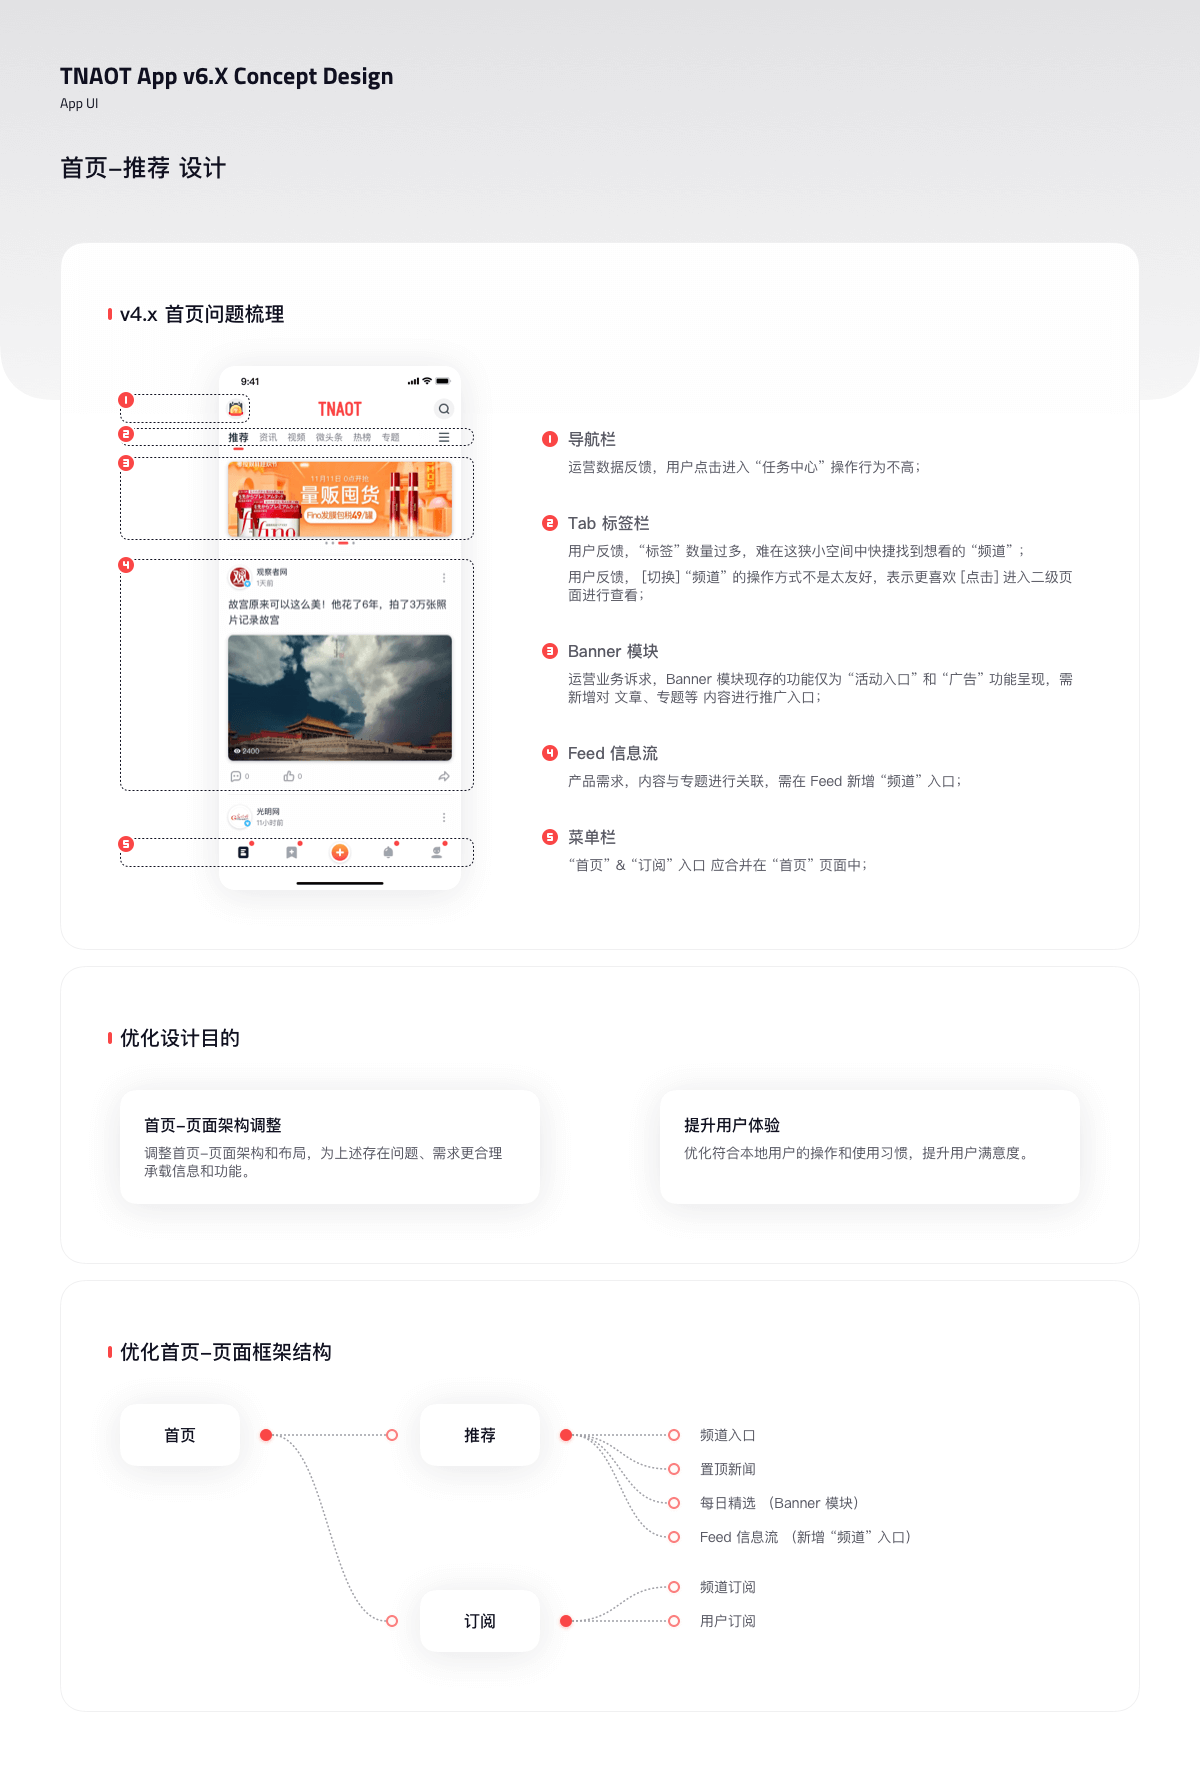 TNAOT App v6.X Concept Design
App UI
首页–推荐 设计
v4.x 首页问题梳理
9:41
TNAOT
推荐 资讯 视频 微头条 热榜 专题
11月11日 0点开抢
量贩囤货
Fino发膜包税49/罐
fino
观察者网
1天前
故宫原来可以这么美！他花了6年，拍了3万张照
片记录故宫
2400
0 0
光明网
11小时前
1 导航栏
运营数据反馈，用户点击进入 “任务中心” 操作行为不高；
2 Tab 标签栏
用户反馈，“标签” 数量过多，难在这狭小空间中快捷找到想看的 “频道” ；
用户反馈， [切换] “频道” 的操作方式不是太友好，表示更喜欢 [点击] 进入二级页
面进行查看；
3 Banner 模块
运营业务诉求，Banner 模块现存的功能仅为 “活动入口” 和 “广告” 功能呈现，需
新增对 文章、专题等 内容进行推广入口；
4 Feed 信息流
产品需求，内容与专题进行关联，需在 Feed 新增 “频道” 入口；
5 菜单栏
“首页” & “订阅” 入口 应合并在 “首页” 页面中；
优化设计目的
首页–页面架构调整
调整首页–页面架构和布局，为上述存在问题、需求更合理
承载信息和功能。
提升用户体验
优化符合本地用户的操作和使用习惯，提升用户满意度。
优化首页–页面框架结构
首页
推荐
频道入口
置顶新闻
每日精选 （Banner 模块）
Feed 信息流 （新增 “频道” 入口）
订阅
频道订阅
用户订阅